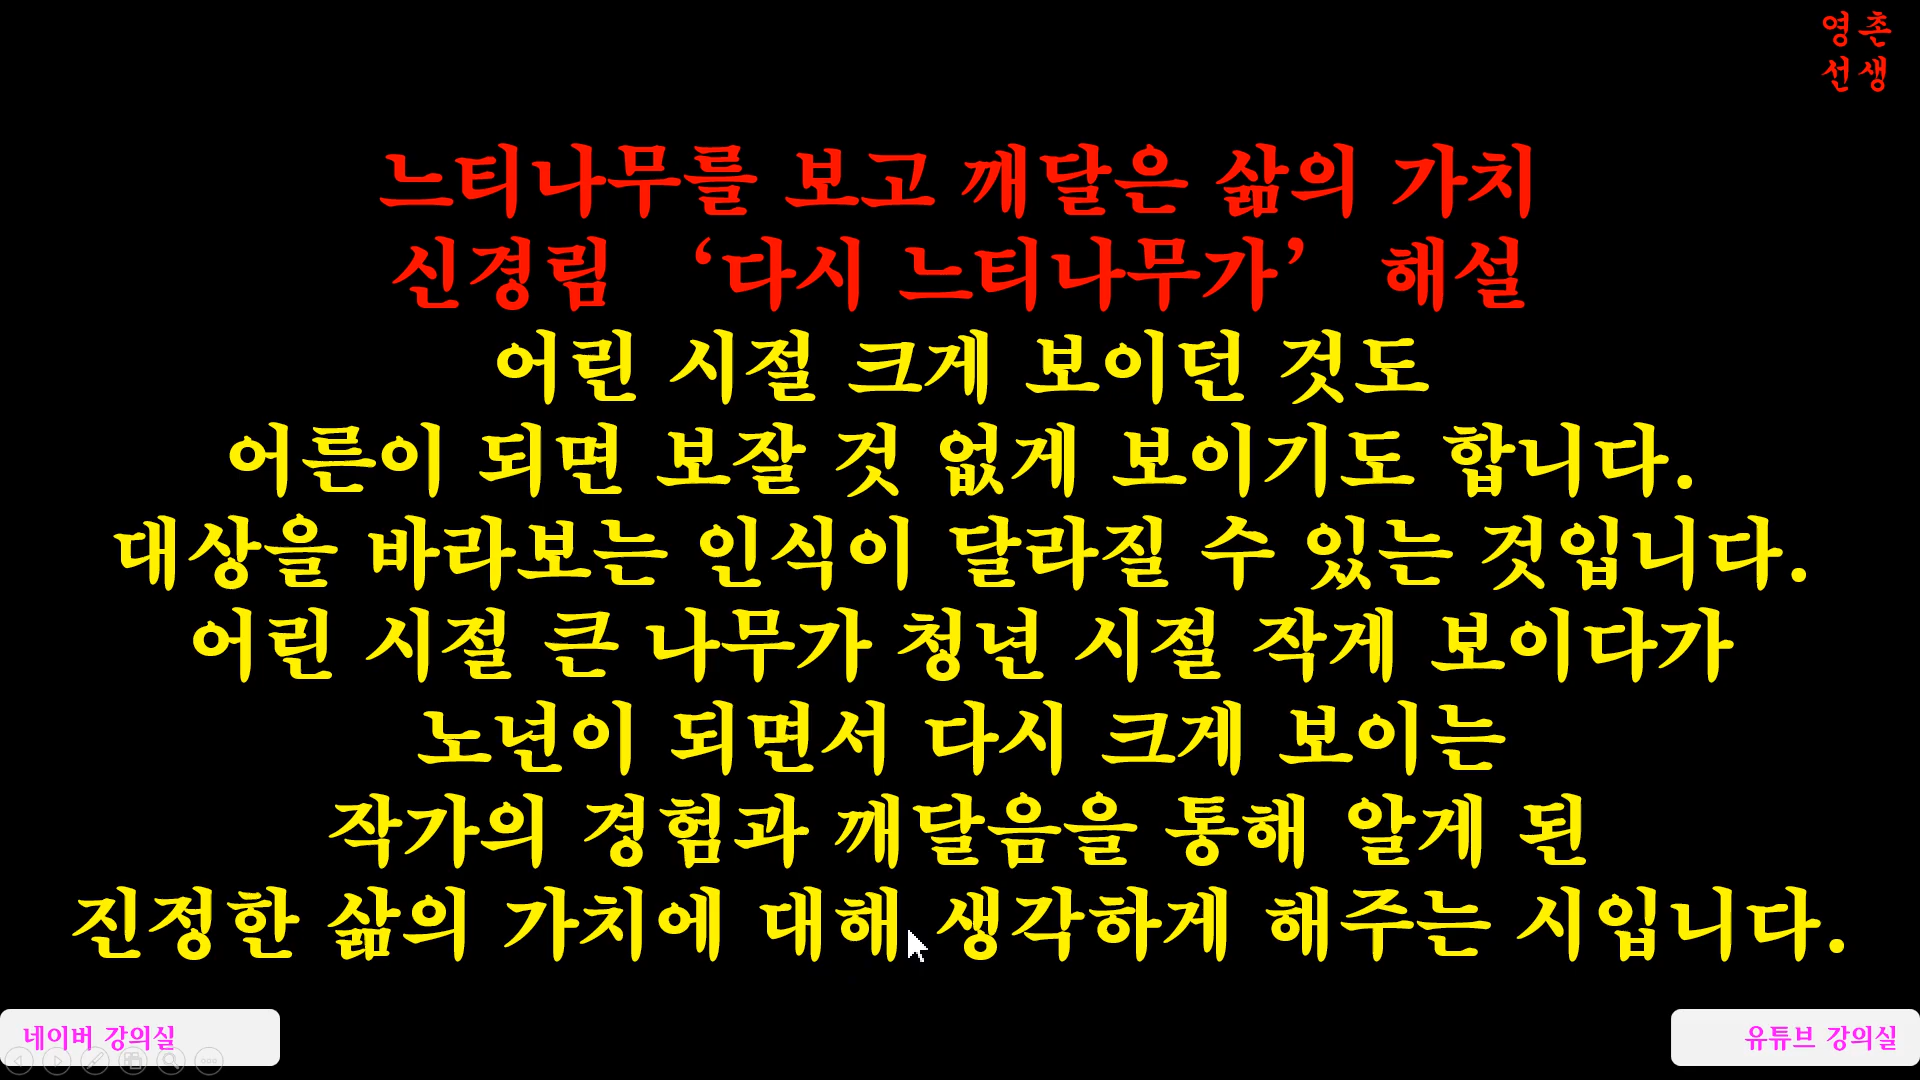 영촌
선생
느티나무를 보고 깨달은 삶의 가치
신경림 ‘다시 느티나무가’ 해설
어린 시절 크게 보이던 것도
어른이 되면 보잘 것 없게 보이기도 합니다.
대상을 바라보는 인식이 달라질 수 있는 것입니다.
어린 시절 큰 나무가 청년 시절 작게 보이다가
노년이 되면서 다시 크게 보이는
작가의 경험과 깨달음을 통해 알게 된
진정한 삶의 가치에 대해 생각하게 해주는 시입니다.
네이버 강의실
유튜브 강의실